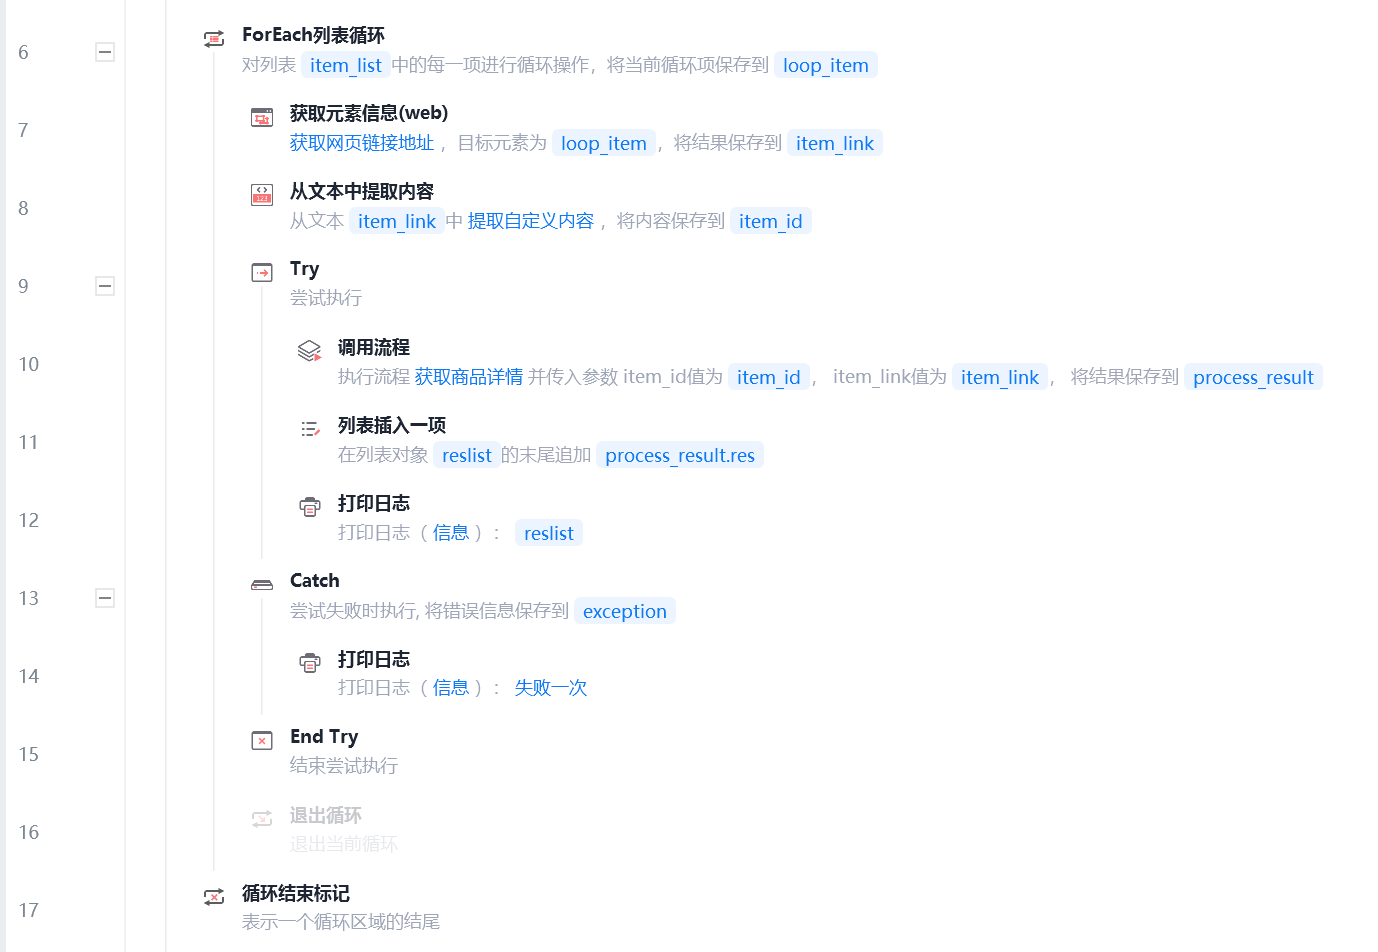 6
ForEach列表循环
对列表 item_list 中的每一项进行循环操作，将当前循环项保存到 loop_item
7
获取元素信息(web)
获取网页链接地址 ，目标元素为 loop_item ，将结果保存到 item_link
8
从文本中提取内容
从文本 item_link 中 提取自定义内容 ，将内容保存到 item_id
9
Try
尝试执行
10
调用流程
执行流程 获取商品详情 并传入参数 item_id值为 item_id ， item_link值为 item_link ， 将结果保存到 process_result
11
列表插入一项
在列表对象 reslist 的末尾追加 process_result.res
12
打印日志
打印日志（ 信息 ）： reslist
13
Catch
尝试失败时执行, 将错误信息保存到 exception
14
打印日志
打印日志（ 信息 ）： 失败一次
15
End Try
结束尝试执行
16
退出循环
退出当前循环
17
循环结束标记
表示一个循环区域的结尾